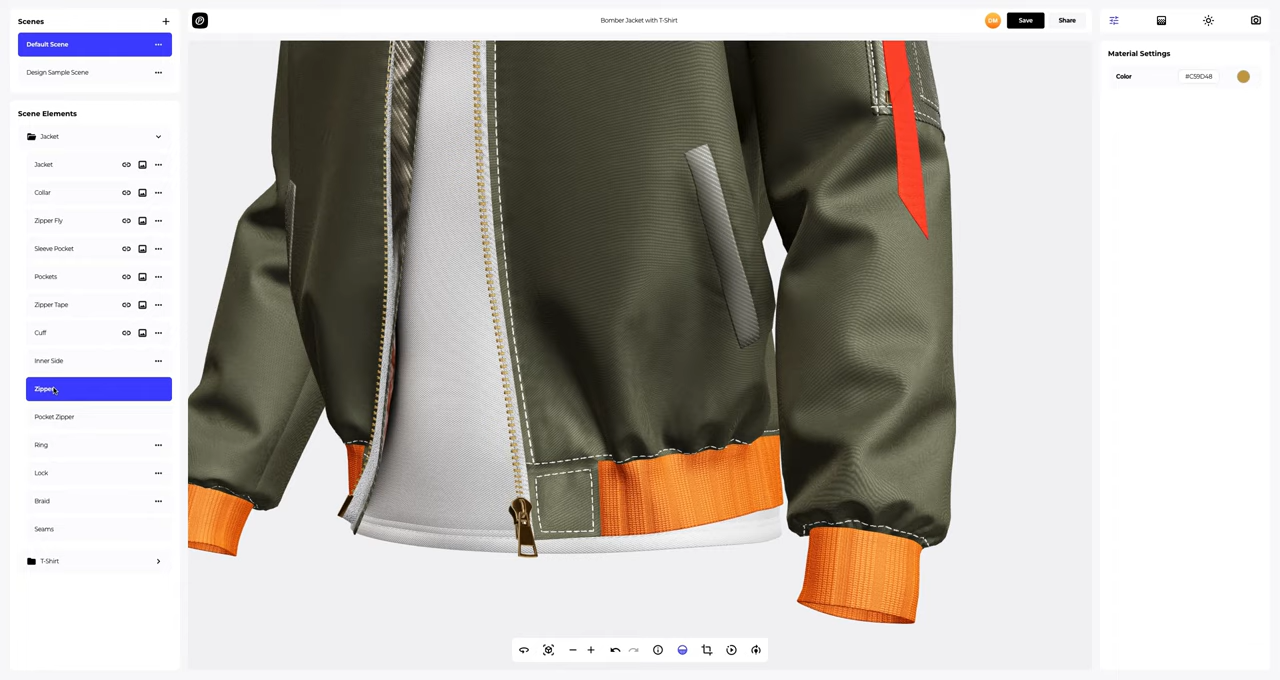 Scenes
Default Scene
Design Sample Scene
Scene Elements
Jacket
Jacket
Collar
Zipper Fly
Sleeve Pocket
Pockets
Zipper Tape
Cuff
Inner Side
Zipper
Pocket Zipper
Ring
Lock
Braid
Seams
T-Shirt
Bomber Jacket with T-Shirt
DM
Save
Share
Material Settings
Color
#C59D48